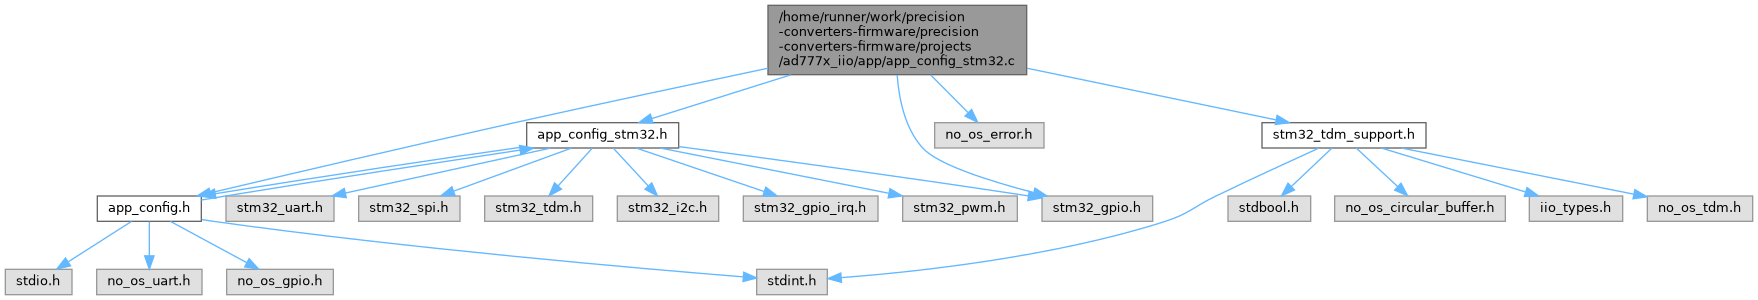 /home/runner/work/precision
-converters-firmware/precision
-converters-firmware/projects
/ad777x_iio/app/app_config_stm32.c
app_config_stm32.h
no_os_error.h
stm32_tdm_support.h
app_config.h
stm32_uart.h
stm32_spi.h
stm32_tdm.h
stm32_i2c.h
stm32_gpio_irq.h
stm32_pwm.h
stm32_gpio.h
stdbool.h
no_os_circular_buffer.h
iio_types.h
no_os_tdm.h
stdio.h
no_os_uart.h
no_os_gpio.h
stdint.h